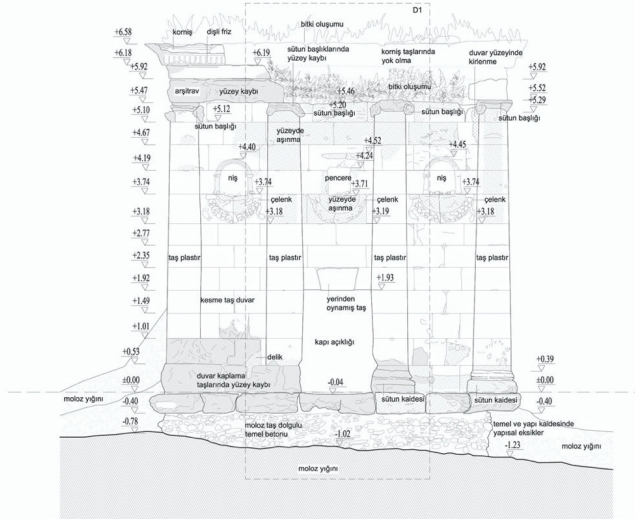 D1
bitki oluşumu
+6.58
korniş
dişli friz
+6.18
+6.19
sütun başlıklarında
yüzey kaybı
korniş taşlarında
yok olma
duvar yüzeyinde
kirlenme
+5.92
+5.92
arşitrav
yüzey kaybı
+5.46
bitki oluşumu
+5.52
+5.47
+5.20
+5.29
+5.10
+5.12
sütun başlığı
sütun başlığı
sütun başlığı
sütun başlığı
yüzeyde
aşınma
+4.67
+4.52
+4.40
+4.45
+4.24
+4.19
niş
pencere
niş
+3.74
+3.74
+3.71
+3.74
çelenk
yüzeyde
aşınma
çelenk
çelenk
+3.18
+3.18
+3.19
+3.18
+2.77
+2.35
taş plastır
taş plastır
taş plastır
taş plastır
+1.92
+1.93
+1.49
kesme taş duvar
yerinden
oynamış taş
+1.01
kapı açıklığı
+0.53
delik
+0.39
duvar kaplama
taşlarında yüzey kaybı
±0.00
-0.04
±0.00
moloz yığını
-0.40
sütun kaidesi
sütun kaidesi
-0.40
-0.78
moloz taş dolgulu
temel betonu
-1.02
temel ve yapı kaidesinde
yapısal eksikler
-1.23
moloz yığını
moloz yığını